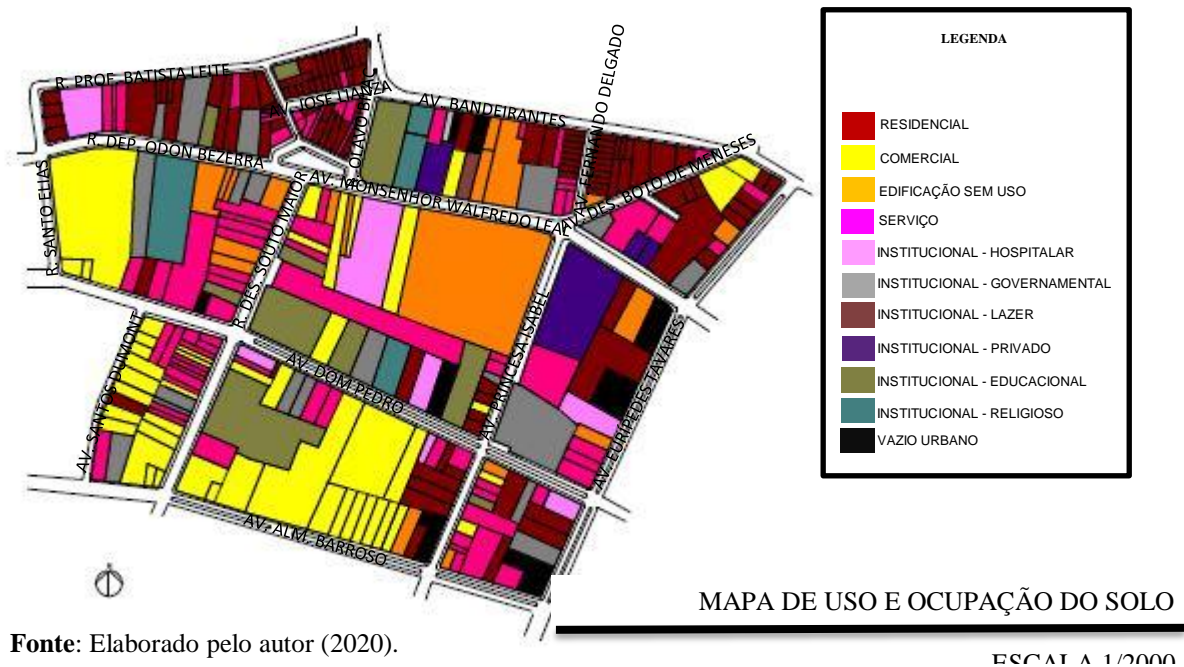 R. PROF. BATISTA LEITE
JOSE LIANZA
OLAVO BILAC
AV. BANDEIRANTES
AV. FERNANDO DELGADO
R. DEP. ODON BEZERRA
AV. MONSENHOR WALFREDO LEAL
AV. DES. BOTO DE MENESES
R. SANTO ELIAS
R. DES. SOUTO MAIOR
AV. SANTOS DUMONT
AV. DOM PEDRO
AV. PRINCESA ISABEL
AV. EURIPEDES TAVARES
AV. ALM. BARROSO
LEGENDA
RESIDENCIAL
COMERCIAL
EDIFICAÇÃO SEM USO
SERVIÇO
INSTITUCIONAL - HOSPITALAR
INSTITUCIONAL - GOVERNAMENTAL
INSTITUCIONAL - LAZER
INSTITUCIONAL - PRIVADO
INSTITUCIONAL - EDUCACIONAL
INSTITUCIONAL - RELIGIOSO
VAZIO URBANO
MAPA DE USO E OCUPAÇÃO DO SOLO
Fonte: Elaborado pelo autor (2020).
ESCALA 1/2000